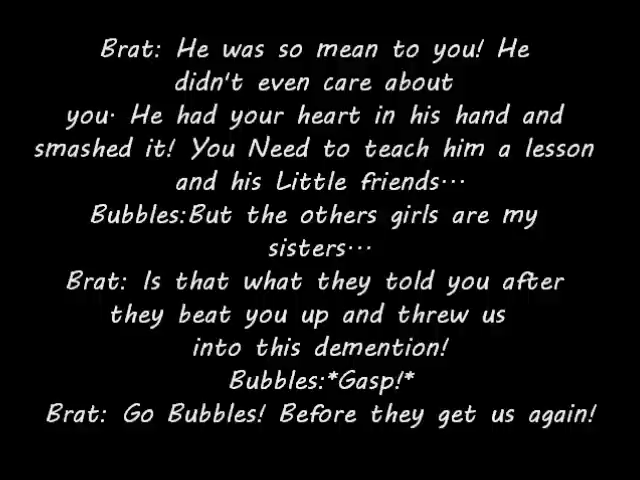 Brat: He was so mean to you! He
didn't even care about
you. He had your heart in his hand and
smashed it! You Need to teach him a lesson
and his Little friends...
Bubbles:But the others girls are my
sisters...
Brat: Is that what they told you after
they beat you up and threw us
into this demention!
Bubbles:*Gasp!*
Brat: Go Bubbles! Before they get us again!